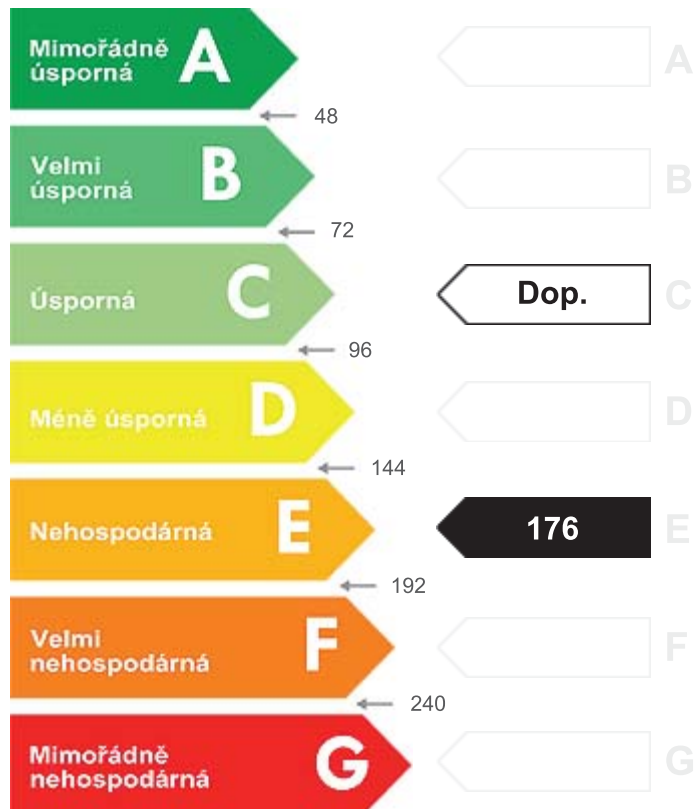 Mimořádně
úsporná
A
A
48
Velmi
úsporná
B
B
72
Úsporná
C
Dop.
C
96
Méně úsporná
D
D
144
Nehospodárná
E
176
E
192
Velmi
nehospodárná
F
F
240
Mimořádně
nehospodárná
G
G